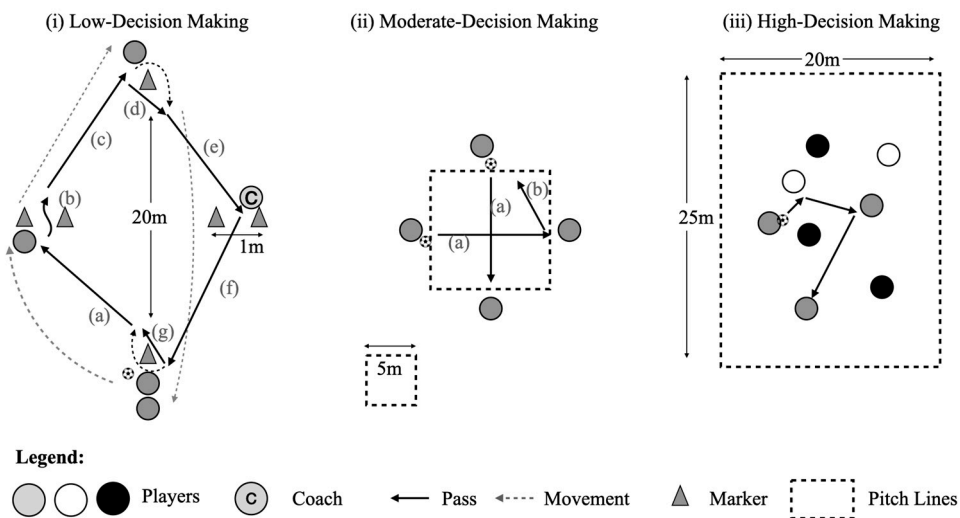 (i) Low-Decision Making
(ii) Moderate-Decision Making
(iii) High-Decision Making
20m
(d)
(c)
(e)
C
(b)
20m
1m
(a)
(g)
(f)
(b)
(a)
(a)
5m
25m
Legend:
Players
C
Coach
Pass
Movement
Marker
Pitch Lines